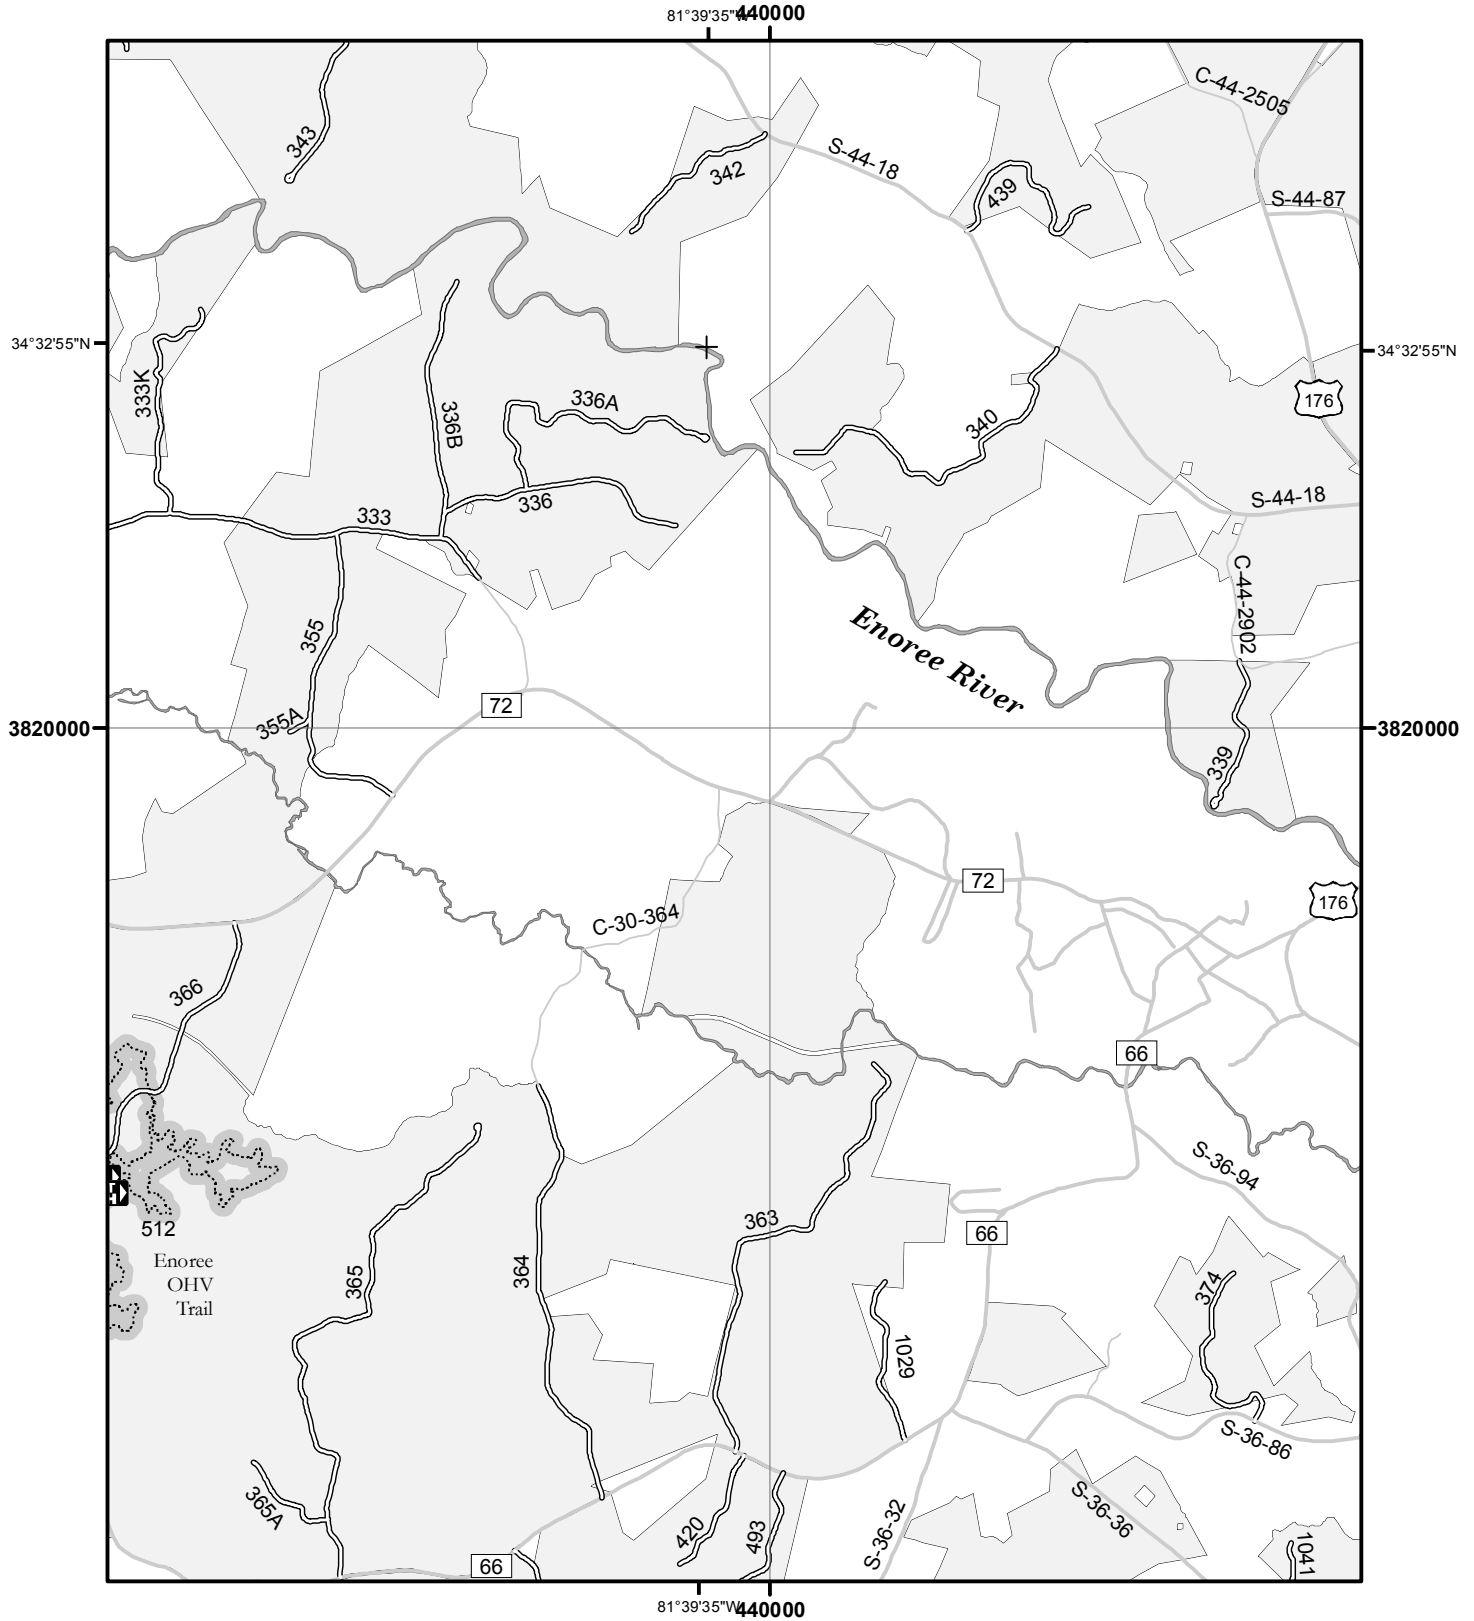 81°39'35"W
440000
C-44-2505
343
S-44-18
342
439
S-44-87
34°32'55"N
34°32'55"N
333K
336A
176
336B
340
336
S-44-18
333
C-44-2902
355
Enoree River
72
355A
3820000
3820000
339
72
176
C-30-364
366
66
S-36-94
363
512
66
Enoree
OHV
Trail
364
365
374
1029
S-36-86
365A
S-36-36
420
493
S-36-32
1041
66
81°39'35"W
440000